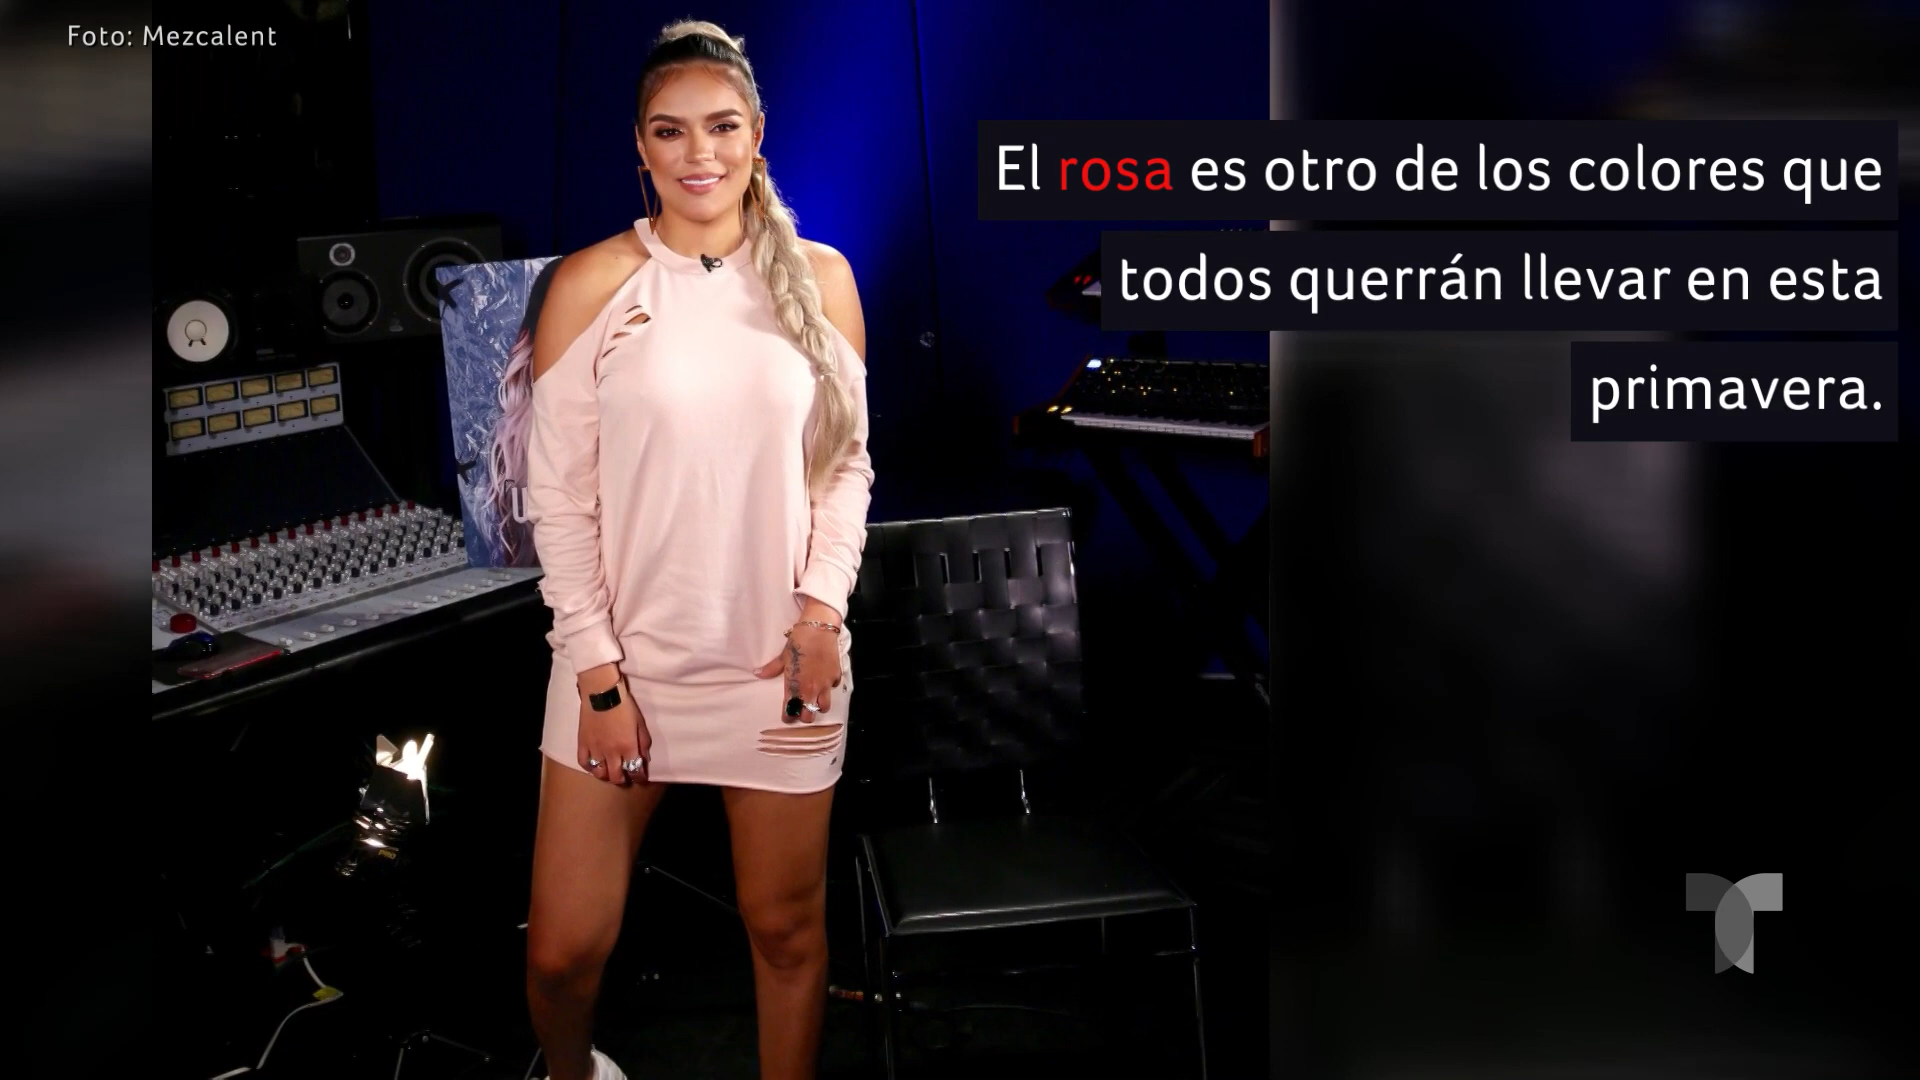 Foto: Mezcalent
El rosa es otro de los colores que
todos querrán llevar en esta
primavera.